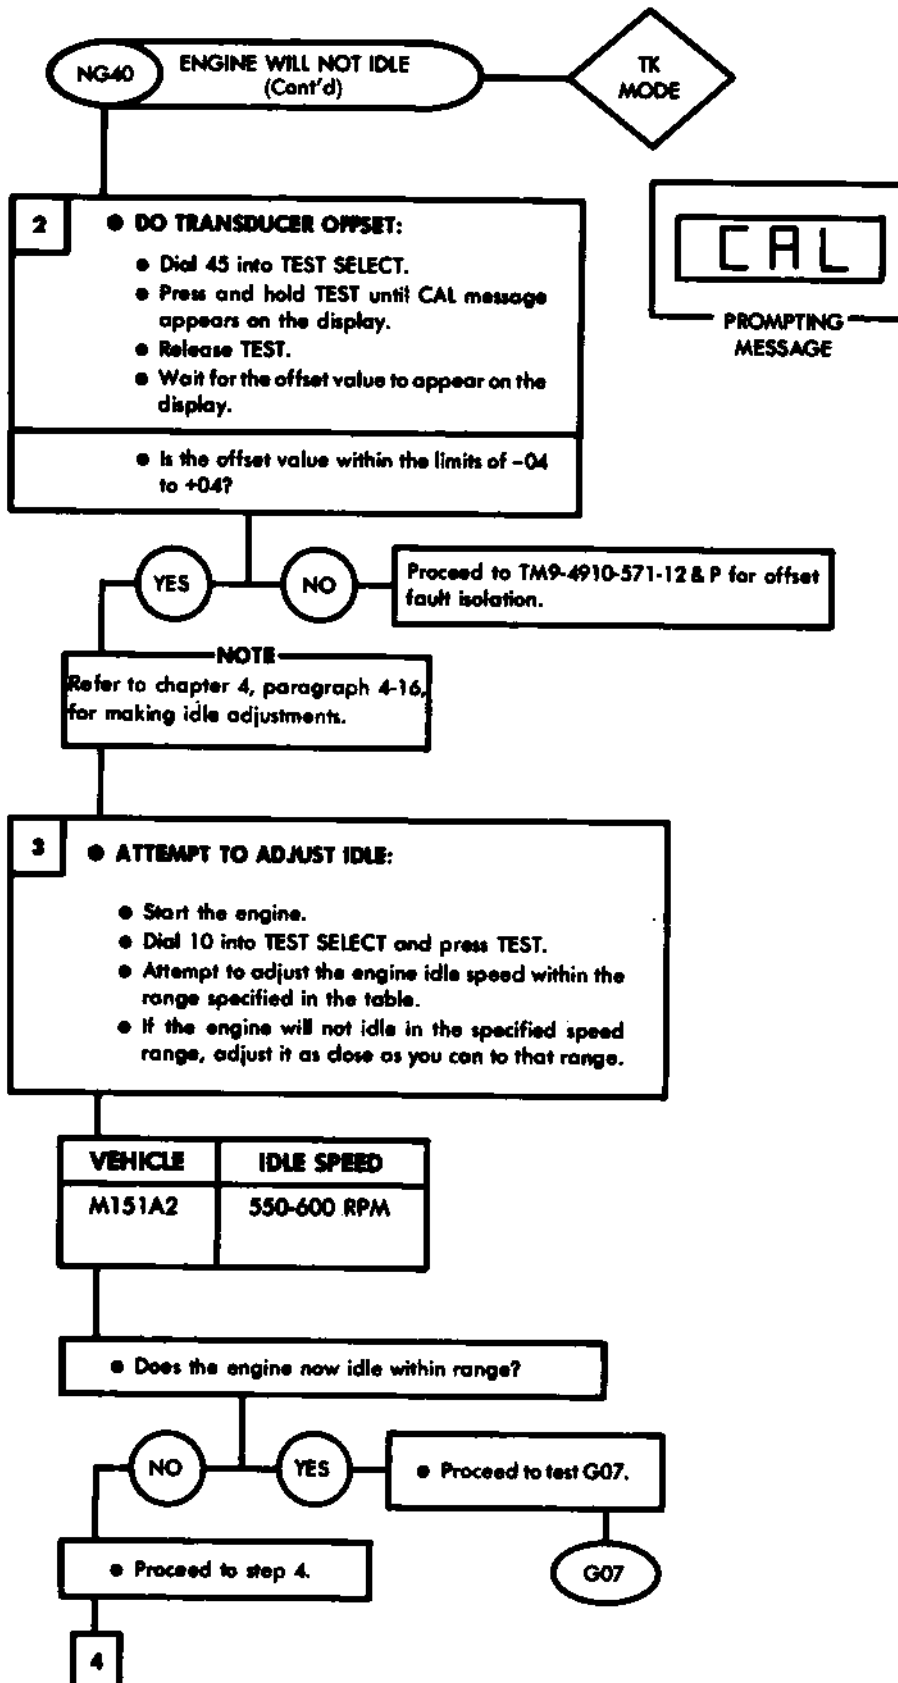 NG40
ENGINE WILL NOT IDLE
(Cont'd)
TK
MODE
2
● DO TRANSDUCER OFFSET:
● Dial 45 into TEST SELECT.
● Press and hold TEST until CAL message
appears on the display.
● Release TEST.
● Wait for the offset value to appear on the
display.
● Is the offset value within the limits of -04
to +04?
CAL
PROMPTING
MESSAGE
YES
NO
Proceed to TM9-4910-571-12 & P for offset
fault isolation.
NOTE
Refer to chapter 4, paragraph 4-16,
for making idle adjustments.
3
● ATTEMPT TO ADJUST IDLE:
● Start the engine.
● Dial 10 into TEST SELECT and press TEST.
● Attempt to adjust the engine idle speed within the
range specified in the table.
● If the engine will not idle in the specified speed
range, adjust it as close as you can to that range.
VEHICLE IDLE SPEED
M151A2 550-600 RPM
● Does the engine now idle within range?
NO
YES
● Proceed to test G07.
● Proceed to step 4.
G07
4